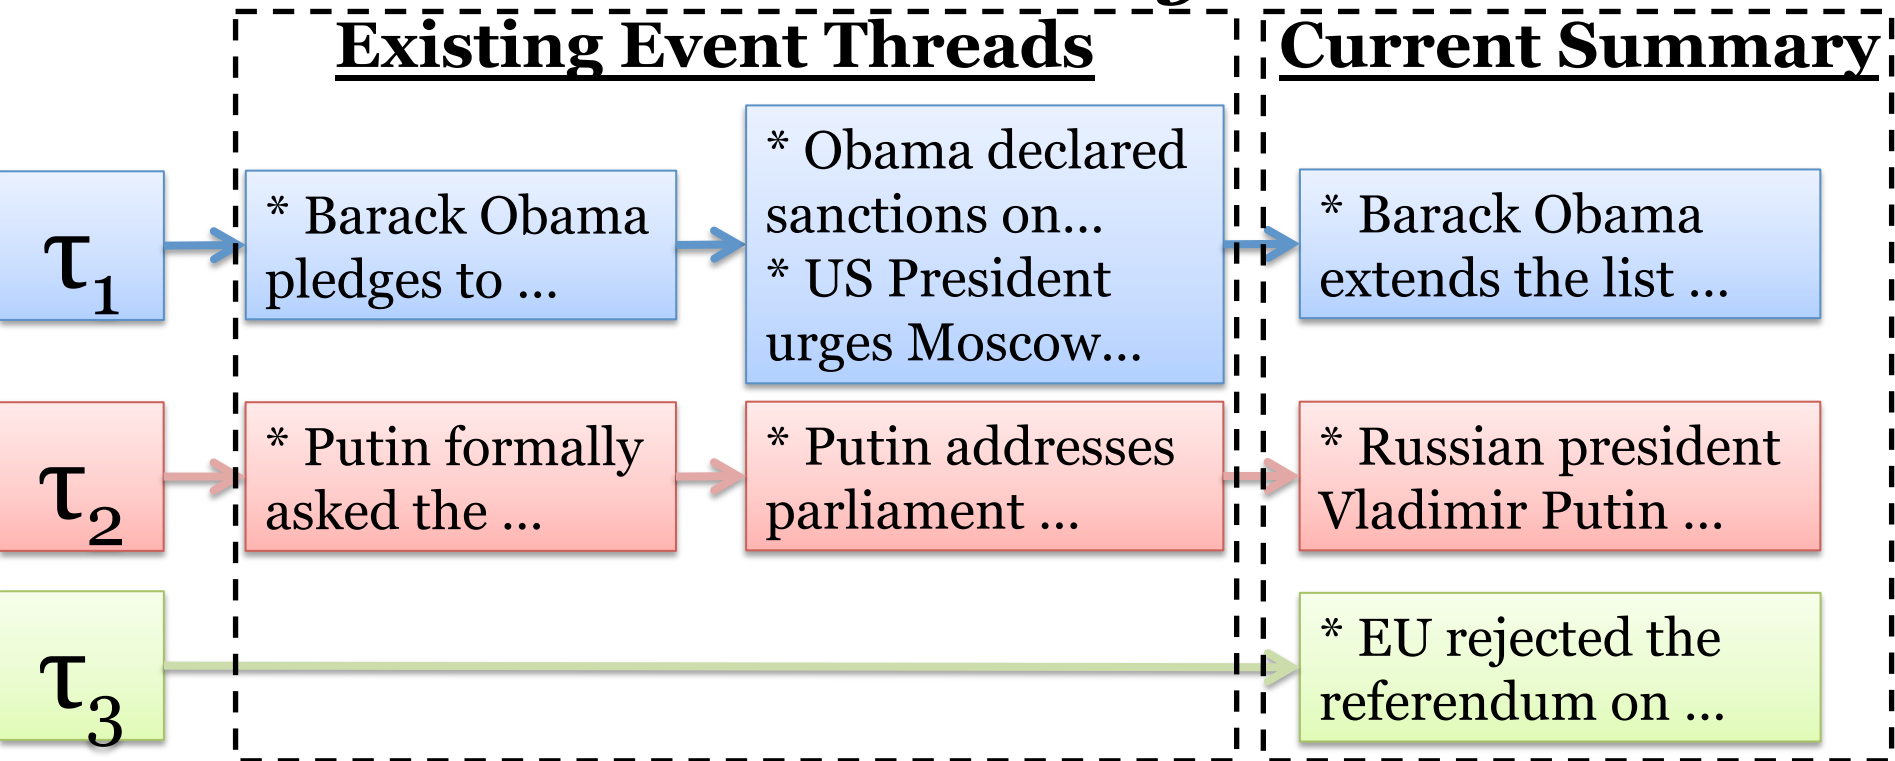 Existing Event Threads
Current Summary
τ1
* Barack Obama
pledges to ...
* Obama declared
sanctions on...
* US President
urges Moscow...
* Barack Obama
extends the list ...
τ2
* Putin formally
asked the ...
* Putin addresses
parliament ...
* Russian president
Vladimir Putin ...
τ3
* EU rejected the
referendum on ...